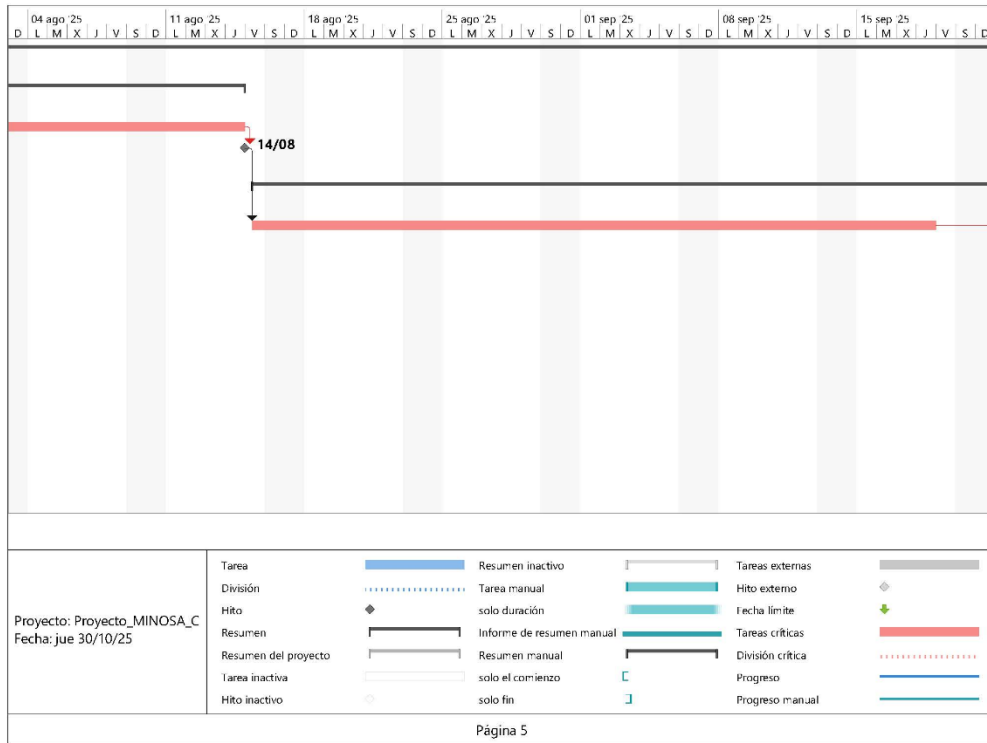 04 ago '25 11 ago '25 18 ago '25 25 ago '25 01 sep '25 08 sep '25 15 sep '25
D L M X J V S D L M X J V S D L M X J V S D L M X J V S D L M X J V S D L M X J V S D L M X J V S D
14/08
Proyecto: Proyecto_MINOSA_C
Fecha: jue 30/10/25
Tarea
División
Hito
Resumen
Resumen del proyecto
Tarea inactiva
Hito inactivo
Resumen inactivo
Tarea manual
solo duración
Informe de resumen manual
Resumen manual
solo el comienzo
solo fin
Tareas externas
Hito externo
Fecha límite
Tareas críticas
División crítica
Progreso
Progreso manual
Página 5